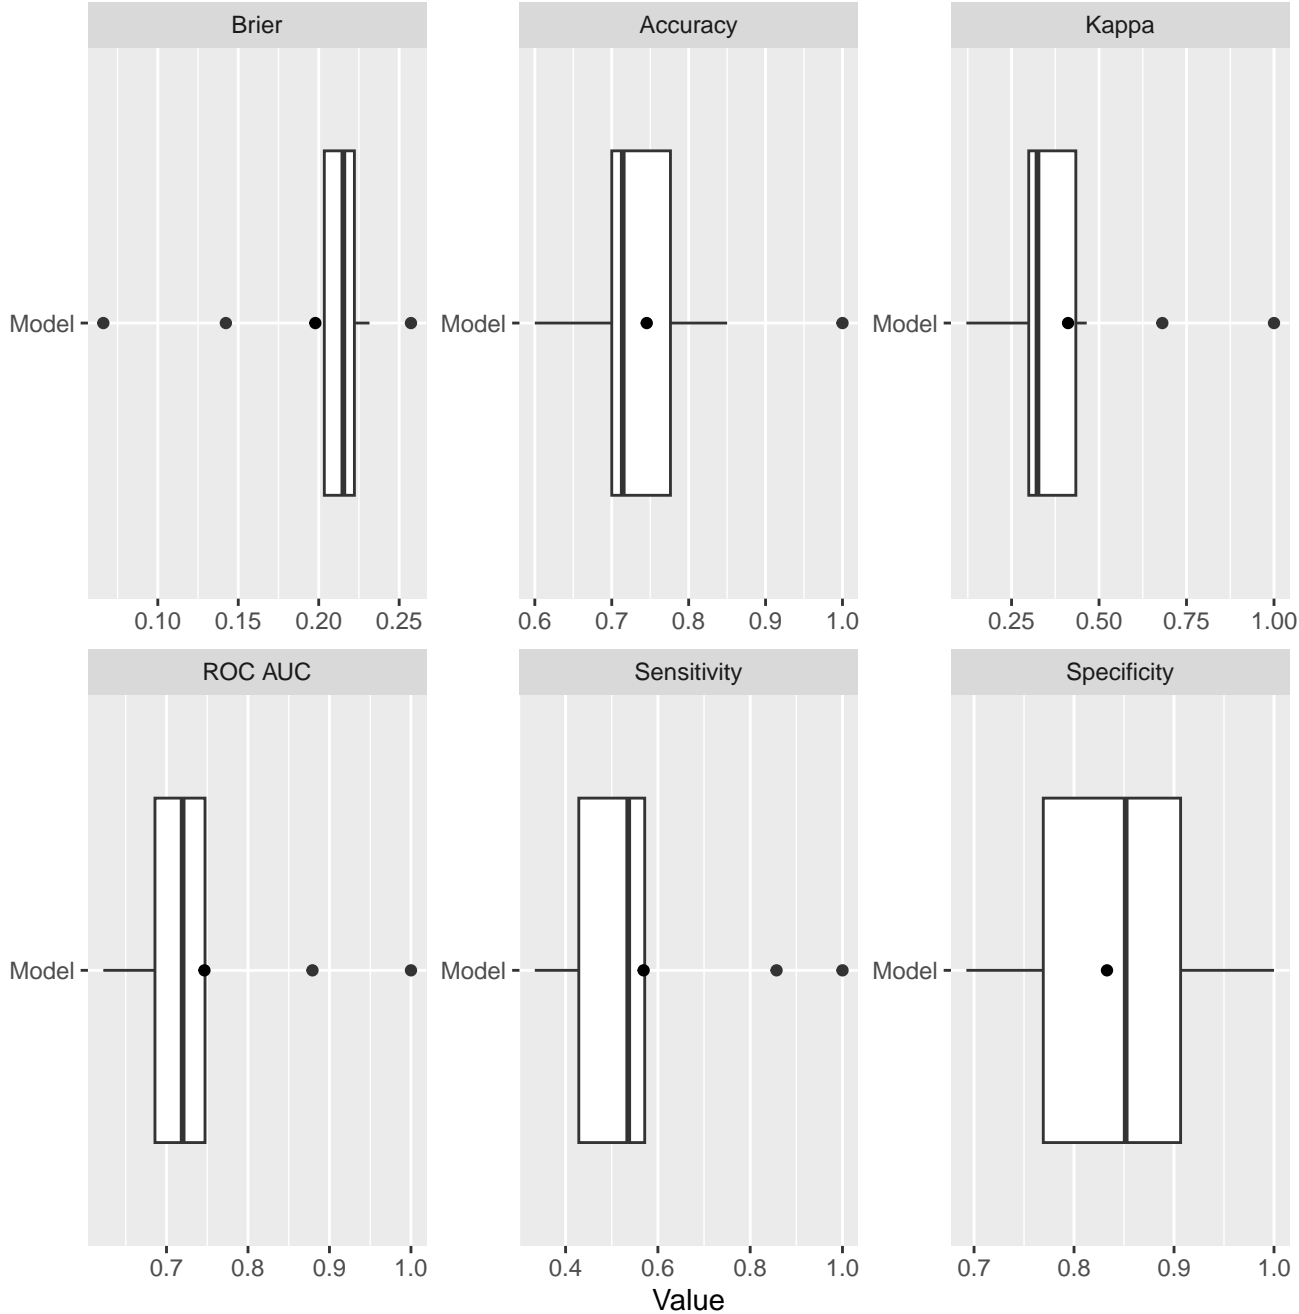 Brier Accuracy Kappa
Model Model Model
0.10 0.15 0.20 0.25 0.6 0.7 0.8 0.9 1.0 0.25 0.50 0.75 1.00
ROC AUC Sensitivity Specificity
Model Model Model
0.7 0.8 0.9 1.0 0.4 0.6 0.8 1.0 0.7 0.8 0.9 1.0
Value